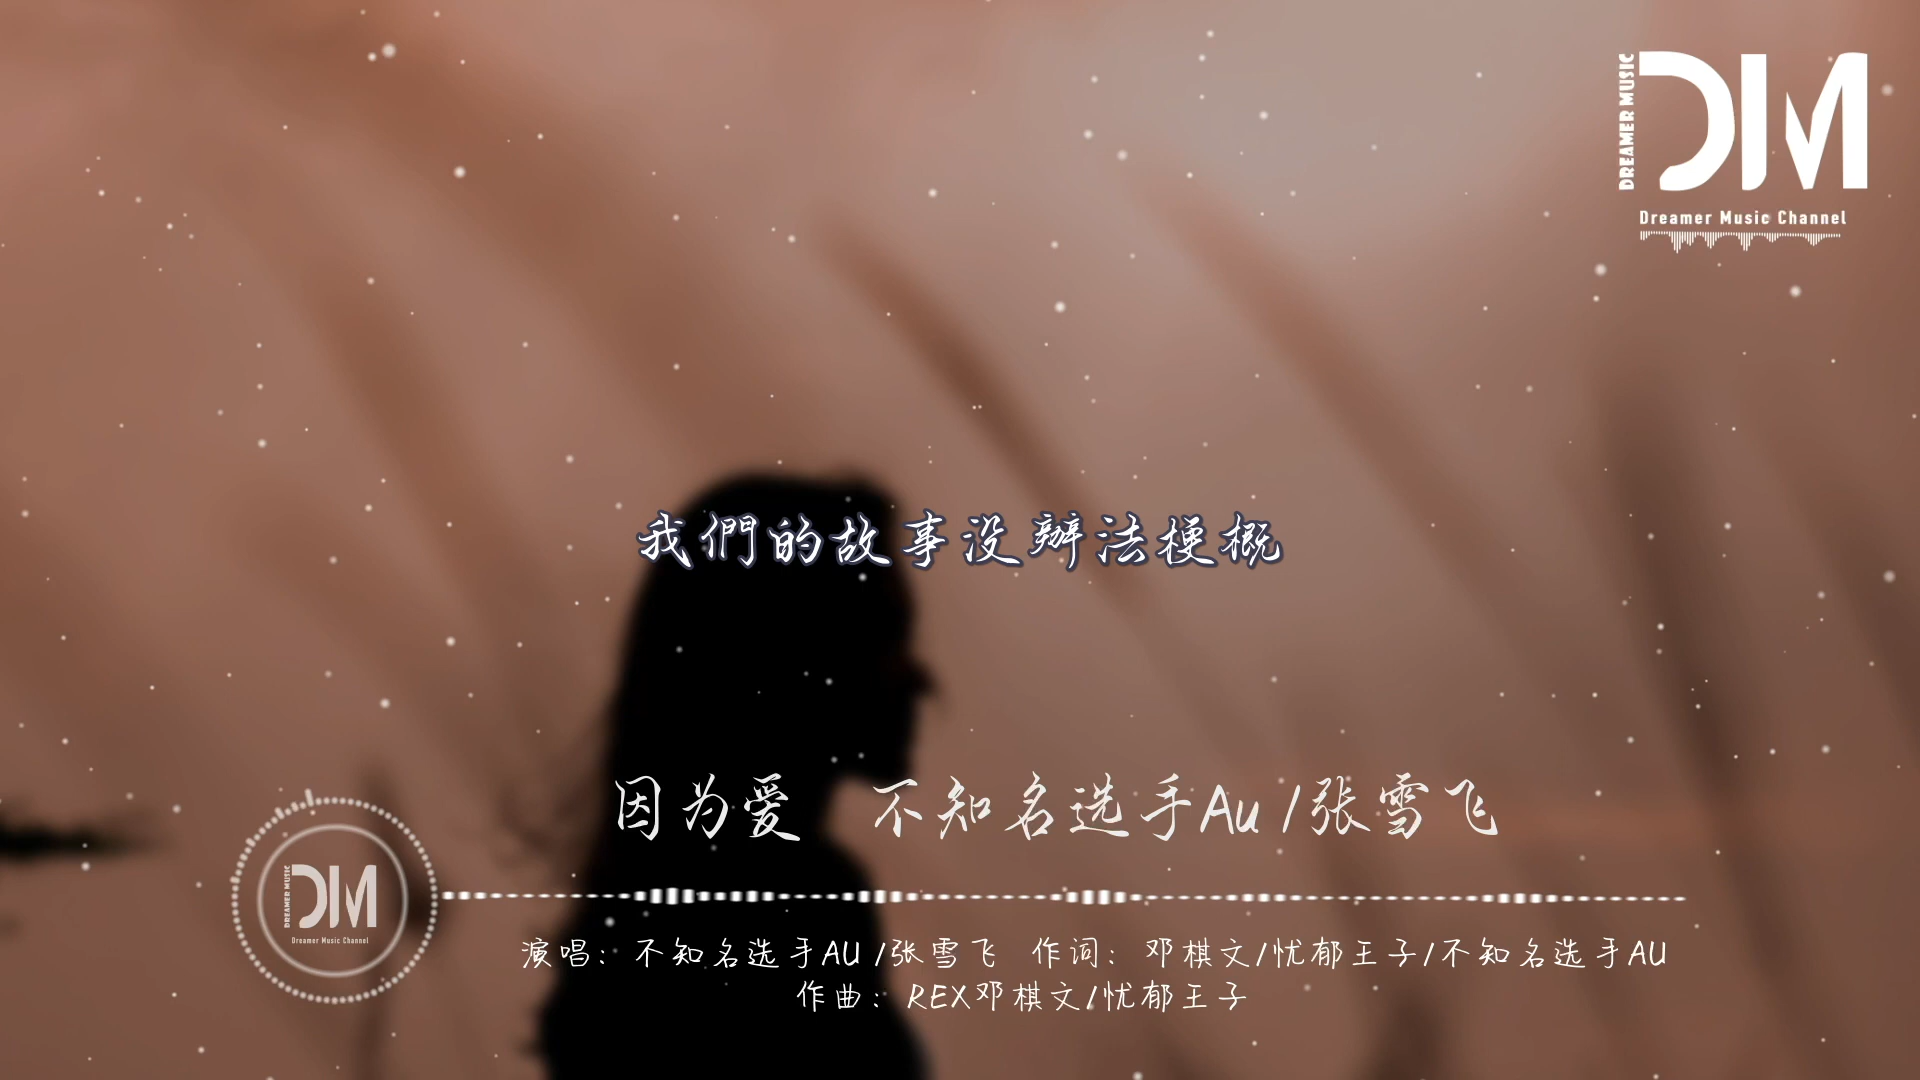 DREAMER MUSIC
DM
Dreamer Music Channel
我們的故事没辦法梗概
因为爱 不知名选手Au /张雪飞
DREAMER MUSIC
DM
Dreamer Music Channel
演唱：不知名选手AU /张雪飞 作词：邓棋文/忧郁王子/不知名选手AU
作曲：REX邓棋文/忧郁王子